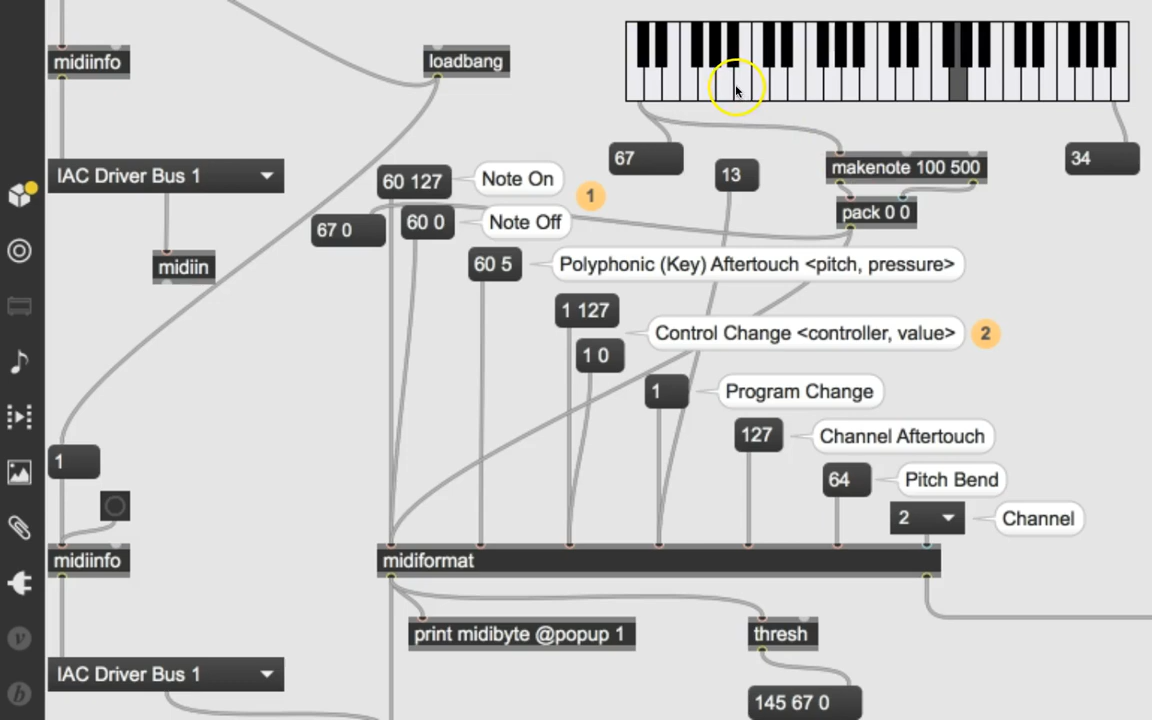 midiinfo
loadbang
IAC Driver Bus 1
midiin
67
34
makenote 100 500
pack 0 0
13
60 127
Note On
1
67 0
60 0
Note Off
60 5
Polyphonic (Key) Aftertouch <pitch, pressure>
1 127
Control Change <controller, value>
2
1 0
1
Program Change
127
Channel Aftertouch
1
64
Pitch Bend
2
Channel
midiinfo
midiformat
print midibyte @popup 1
thresh
IAC Driver Bus 1
145 67 0
v
b